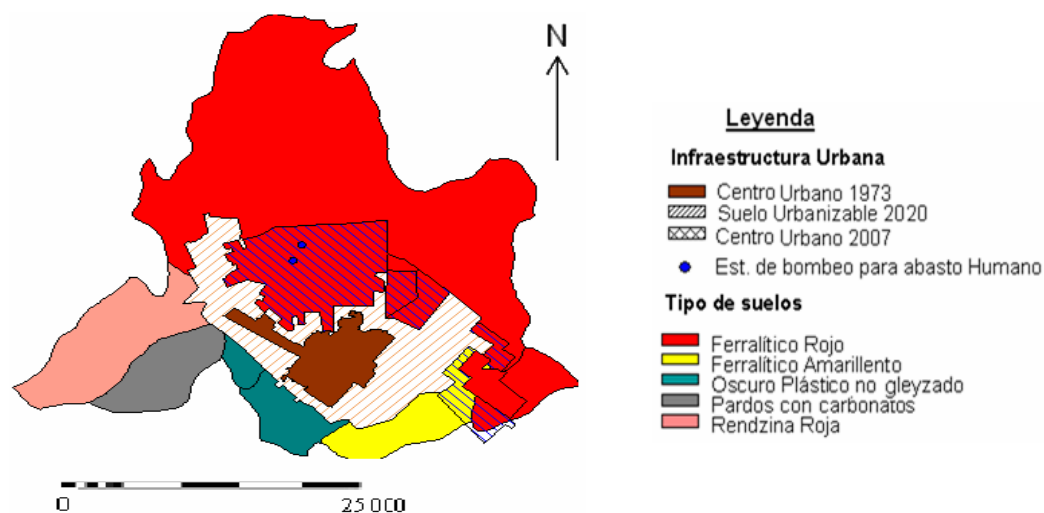 N
Leyenda
Infraestructura Urbana
Centro Urbano 1973
Suelo Urbanizable 2020
Centro Urbano 2007
Est. de bombeo para abasto Humano
Tipo de suelos
Ferralítico Rojo
Ferralítico Amarillento
Oscuro Plástico no gleyzado
Pardos con carbonatos
Rendzina Roja
0 25 000